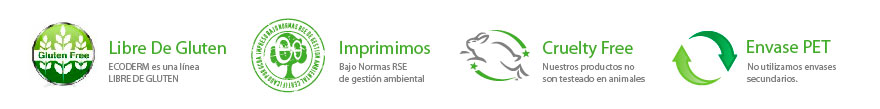 Gluten Free
Libre De Gluten
ECODERM es una línea
LIBRE DE GLUTEN
Imprimimos
Bajo Normas RSE
de gestión ambiental
Cruelty Free
Nuestros productos no
son testeado en animales
Envase PET
No utilizamos envases
secundarios.